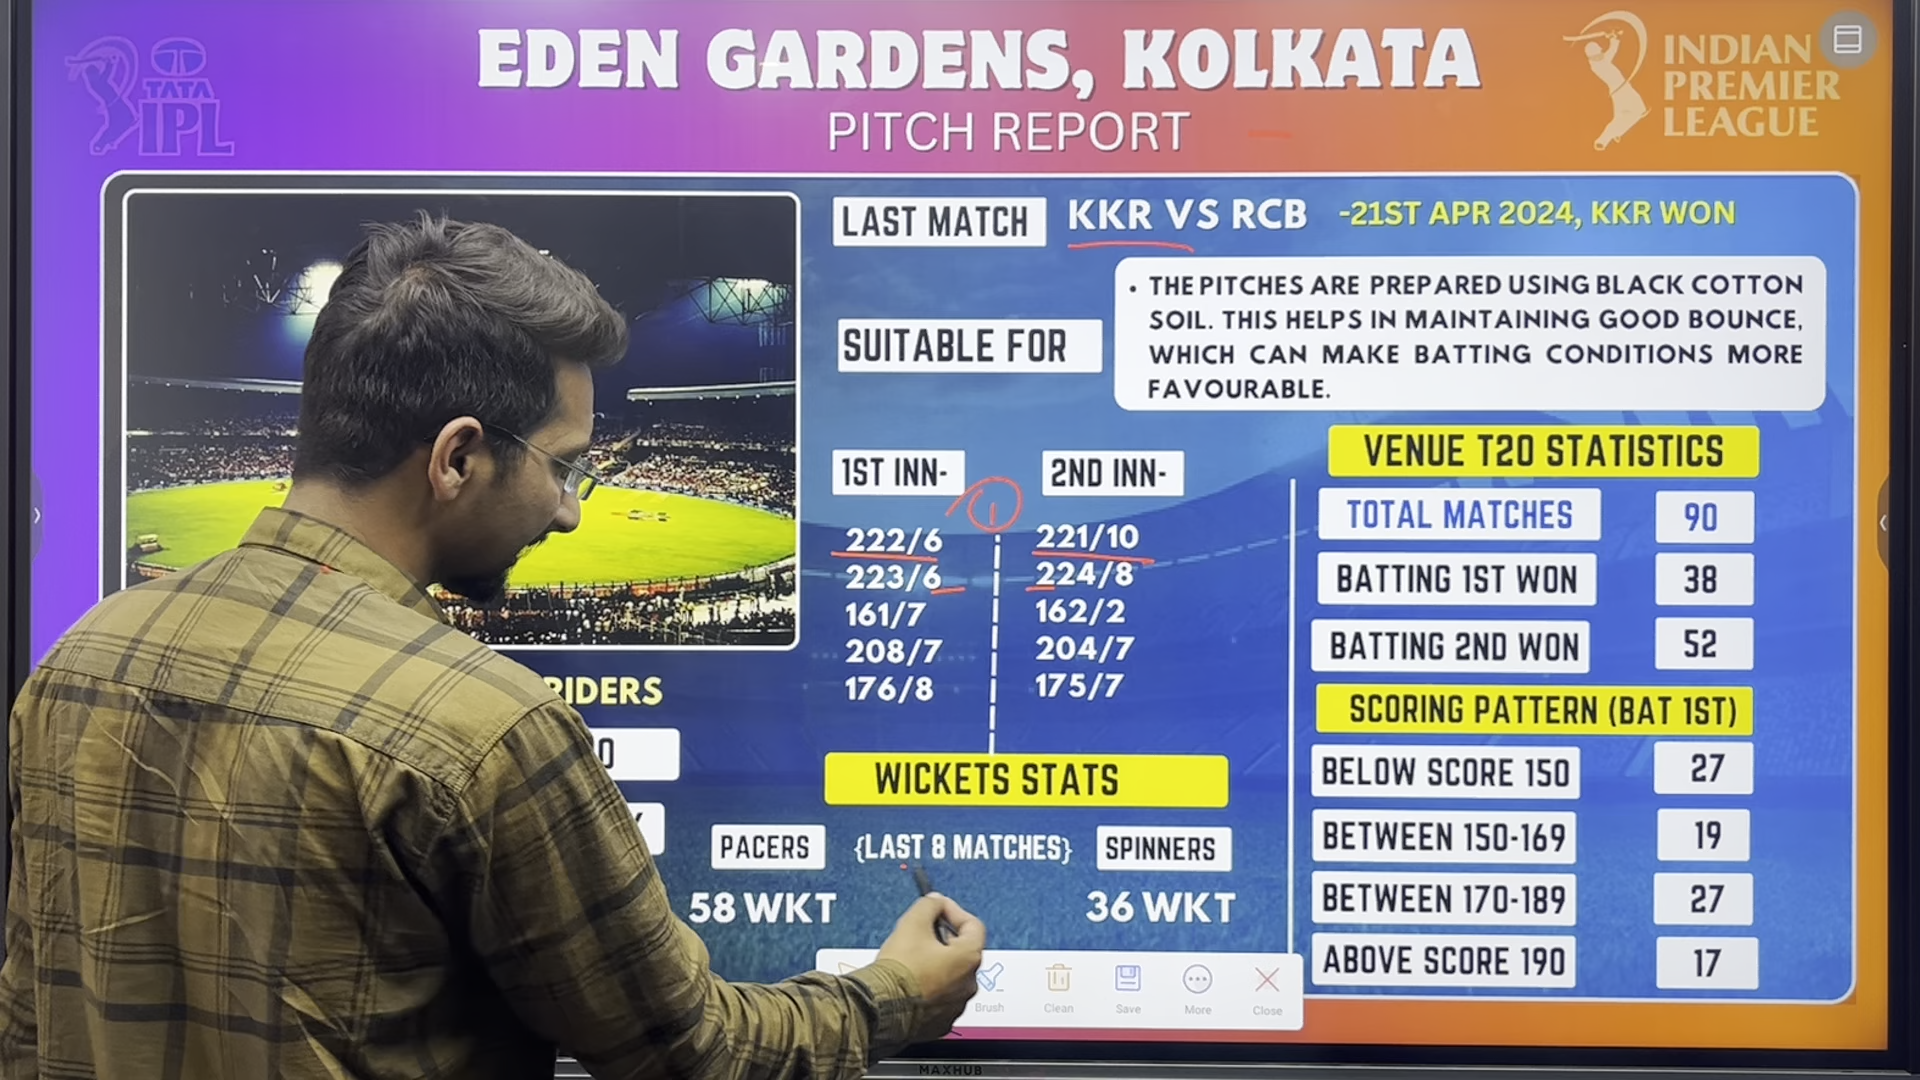 EDEN GARDENS, KOLKATA
PITCH REPORT
TATA
IPL
INDIAN
PREMIER
LEAGUE
LAST MATCH KKR VS RCB -21ST APR 2024, KKR WON
SUITABLE FOR
• THE PITCHES ARE PREPARED USING BLACK COTTON
SOIL. THIS HELPS IN MAINTAINING GOOD BOUNCE,
WHICH CAN MAKE BATTING CONDITIONS MORE
FAVOURABLE.
1ST INN- 2ND INN-
1
222/6 221/10
223/6 224/8
161/7 162/2
208/7 204/7
176/8 175/7
WICKETS STATS
PACERS {LAST 8 MATCHES} SPINNERS
58 WKT 36 WKT
VENUE T20 STATISTICS
TOTAL MATCHES 90
BATTING 1ST WON 38
BATTING 2ND WON 52
SCORING PATTERN (BAT 1ST)
BELOW SCORE 150 27
BETWEEN 150-169 19
BETWEEN 170-189 27
ABOVE SCORE 190 17
RIDERS
Brush Clean Save More Close
MAXHUB